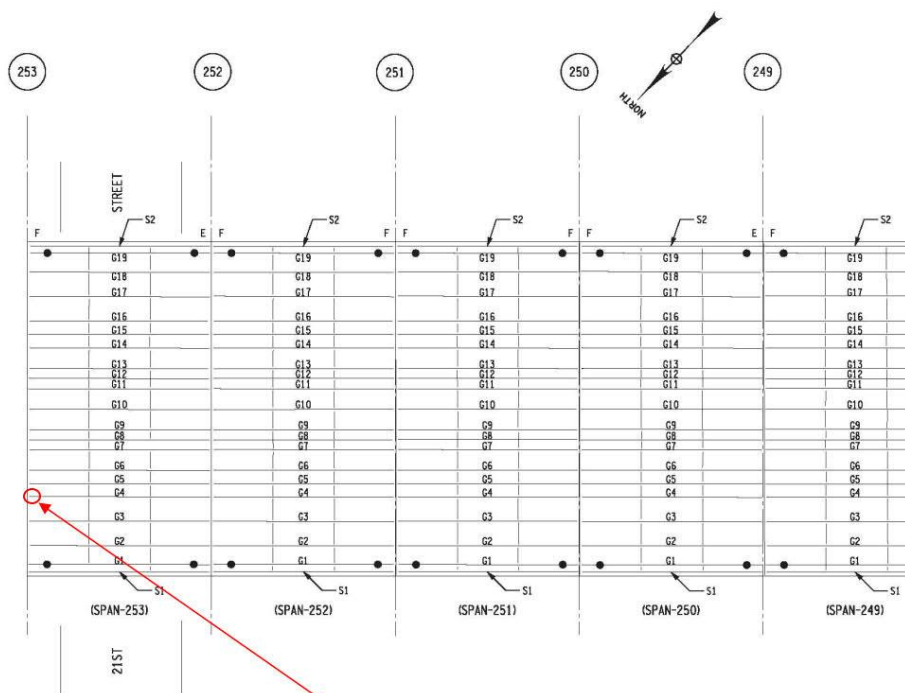 253 252 251 250 249
NORTH
STREET
S2 S2 S2 S2 S2
F E F F F F F E F
G19 G19 G19 G19 G19
G18 G18 G18 G18 G18
G17 G17 G17 G17 G17
G16 G16 G16 G16 G16
G15 G15 G15 G15 G15
G14 G14 G14 G14 G14
G13 G13 G13 G13 G13
G12 G12 G12 G12 G12
G11 G11 G11 G11 G11
G10 G10 G10 G10 G10
G9 G9 G9 G9 G9
G8 G8 G8 G8 G8
G7 G7 G7 G7 G7
G6 G6 G6 G6 G6
G5 G5 G5 G5 G5
G4 G4 G4 G4 G4
G3 G3 G3 G3 G3
G2 G2 G2 G2 G2
G1 G1 G1 G1 G1
S1 S1 S1 S1 S1
(SPAN-253) (SPAN-252) (SPAN-251) (SPAN-250) (SPAN-249)
21ST